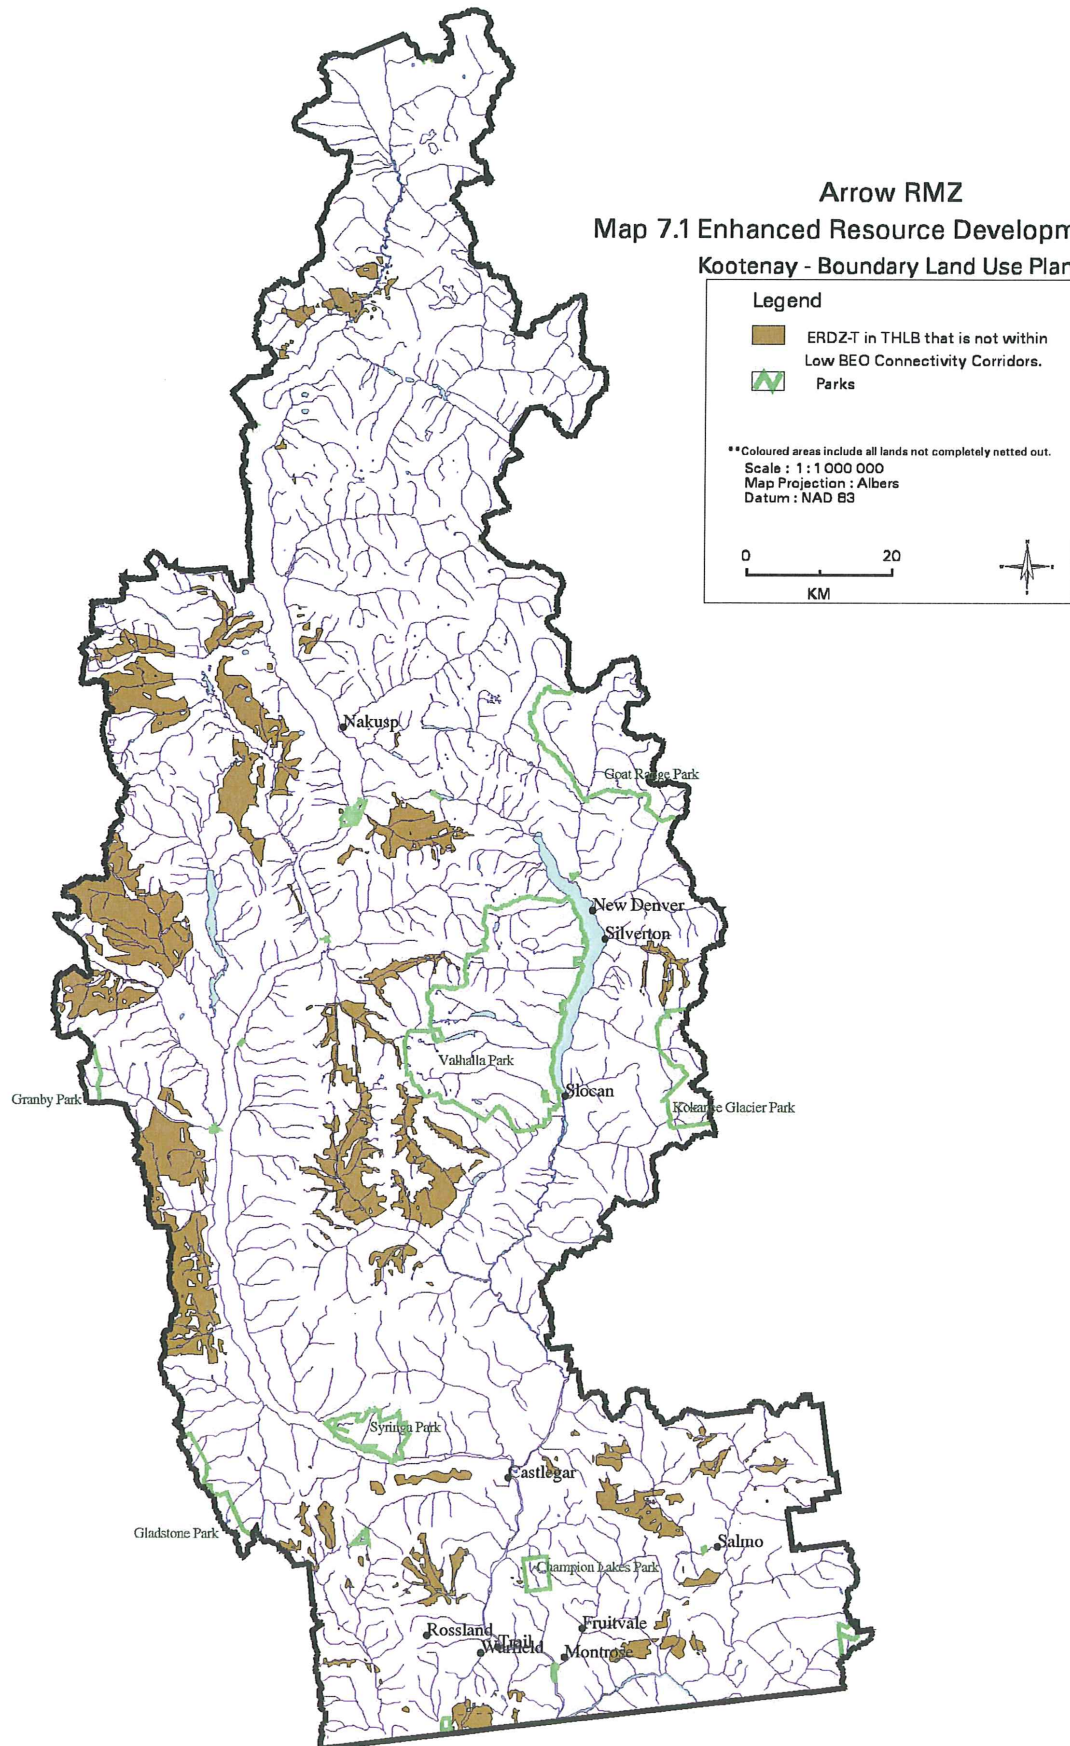 Arrow RMZ
Map 7.1 Enhanced Resource Developm
Kootenay - Boundary Land Use Plan
Legend
ERDZ-T in THLB that is not within
Low BEO Connectivity Corridors.
Parks
**Coloured areas include all lands not completely netted out.
Scale : 1 : 1 000 000
Map Projection : Albers
Datum : NAD 83
0 20
KM
Nakusp
Goat Range Park
New Denver
Silverton
Valhalla Park
Slocan
Granby Park
Kokanee Glacier Park
Syringa Park
Castlegar
Gladstone Park
Salmo
Champion Lakes Park
Rossland
Fruitvale
Trail
Warfield
Montrose